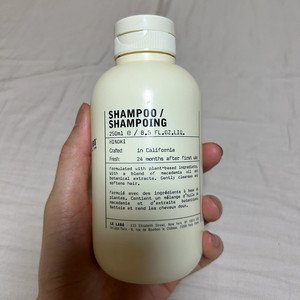 SHAMPOO/
SHAMPOING
250ml ℮ / 8,5 FL.OZ.LIQ.
HINOKI
Crafted: in California
Fresh: 24 months after first use
Formulated with plant-based ingredients,
with a blend of macadamia oil and
botanical extracts, Gently cleanses and
softens hair.
Formulé avec des ingrédients à base de
plantes, Contient un mélange d'huile de
macadamia et d'extraits botaniques.
Nettoie et rend les cheveux doux.
LE LABO